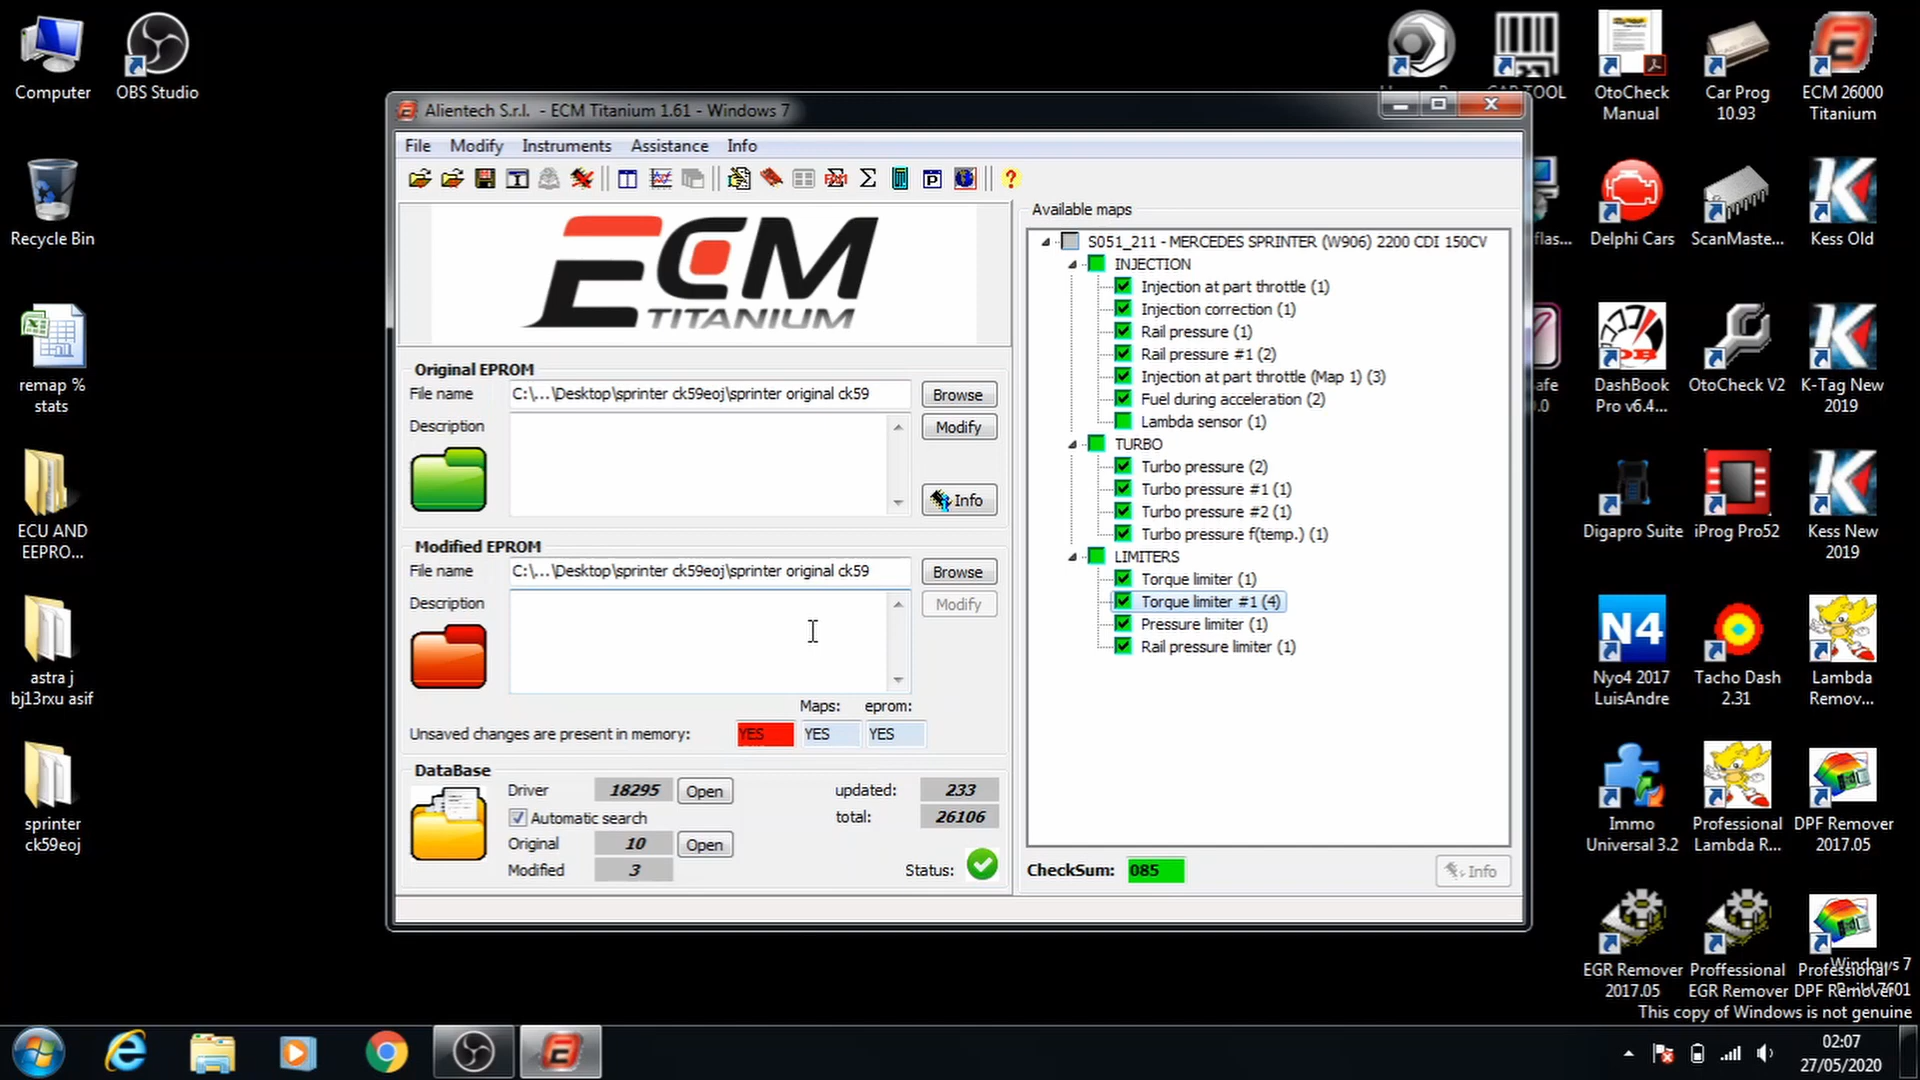 Computer
OBS Studio
Recycle Bin
remap %
stats
ECU AND
EEPRO...
astra j
bj13rxu asif
sprinter
ck59eoj
Alientech S.r.l. - ECM Titanium 1.61 - Windows 7
File Modify Instruments Assistance Info
ECM
TITANIUM
Original EPROM
File name C:\...\Desktop\sprinter ck59eoj\sprinter original ck59 Browse
Description Modify
Info
Modified EPROM
File name C:\...\Desktop\sprinter ck59eoj\sprinter original ck59 Browse
Description Modify
Maps: eprom:
Unsaved changes are present in memory: YES YES YES
DataBase
Driver 18295 Open updated: 233
Automatic search total: 26106
Original 10 Open
Modified 3 Status:
Available maps
S051_211 - MERCEDES SPRINTER (W906) 2200 CDI 150CV
INJECTION
Injection at part throttle (1)
Injection correction (1)
Rail pressure (1)
Rail pressure #1 (2)
Injection at part throttle (Map 1) (3)
Fuel during acceleration (2)
Lambda sensor (1)
TURBO
Turbo pressure (2)
Turbo pressure #1 (1)
Turbo pressure #2 (1)
Turbo pressure f(temp.) (1)
LIMITERS
Torque limiter (1)
Torque limiter #1 (4)
Pressure limiter (1)
Rail pressure limiter (1)
CheckSum: 085 Info
TOOL
OtoCheck
Manual
Car Prog
10.93
ECM 26000
Titanium
Delphi Cars
ScanMaste...
Kess Old
DashBook
Pro v6.4...
OtoCheck V2
K-Tag New
2019
Digapro Suite
iProg Pro52
Kess New
2019
N4
Nyo4 2017
LuisAndre
Tacho Dash
2.31
Lambda
Remov...
Immo
Universal 3.2
Professional
Lambda R...
DPF Remover
2017.05
EGR Remover
2017.05
Proffessional
EGR Remover
Professional
DPF Remover
Windows 7
This copy of Windows is not genuine
02:07
27/05/2020